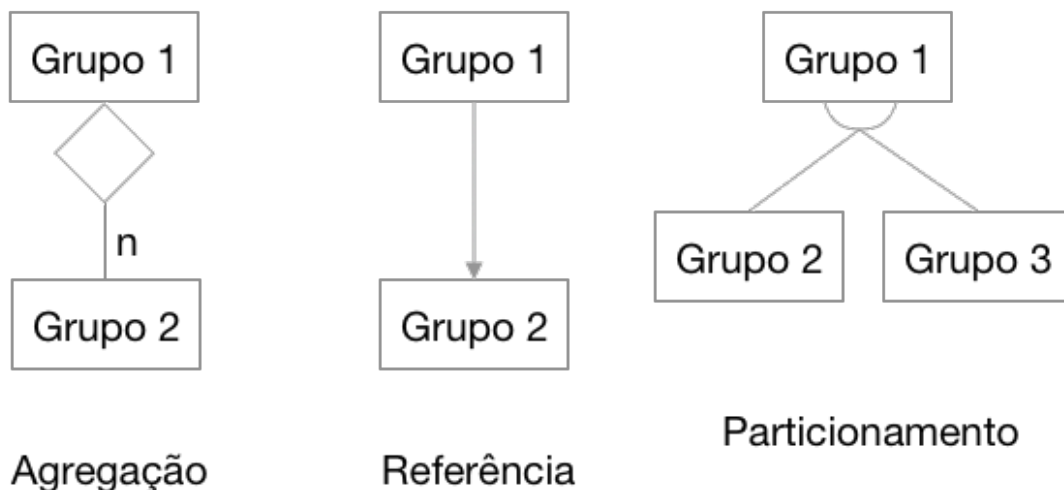 Grupo 1
n
Grupo 2
Agregação
Grupo 1
Grupo 2
Referência
Grupo 1
Grupo 2
Grupo 3
Particionamento